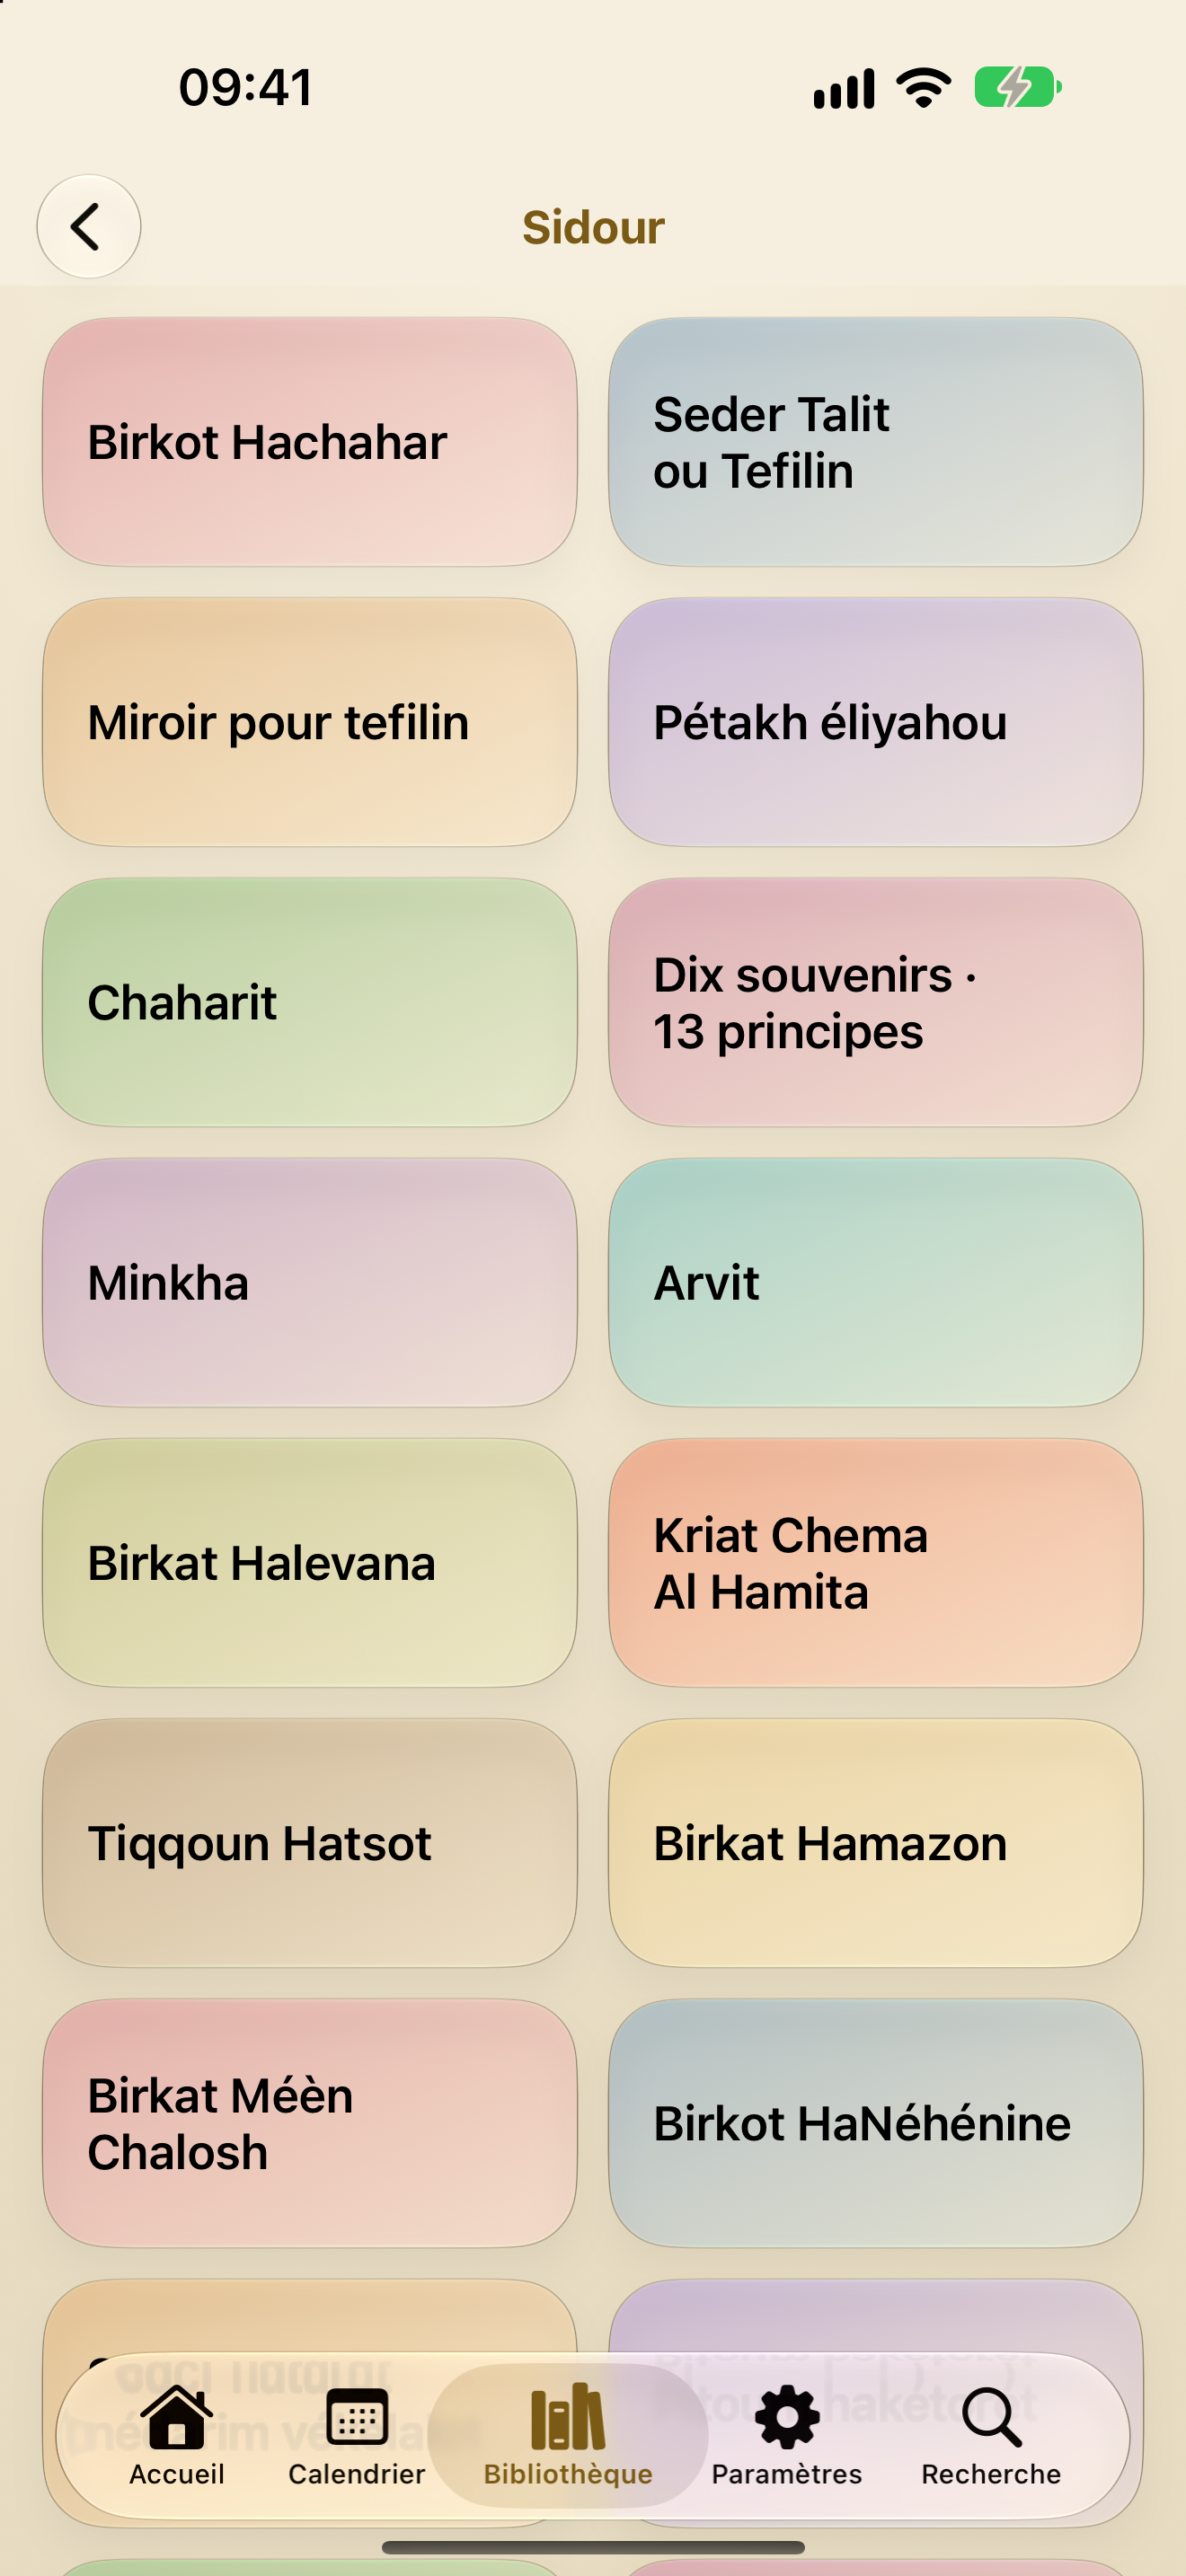 09:41
Sidour
Birkot Hachahar
Seder Talit
ou Tefilin
Miroir pour tefilin
Pétakh éliyahou
Chaharit
Dix souvenirs ·
13 principes
Minkha
Arvit
Birkat Halevana
Kriat Chema
Al Hamita
Tiqqoun Hatsot
Birkat Hamazon
Birkat Méèn
Chalosh
Birkot HaNéhénine
Accueil
Calendrier
Bibliothèque
Paramètres
Recherche